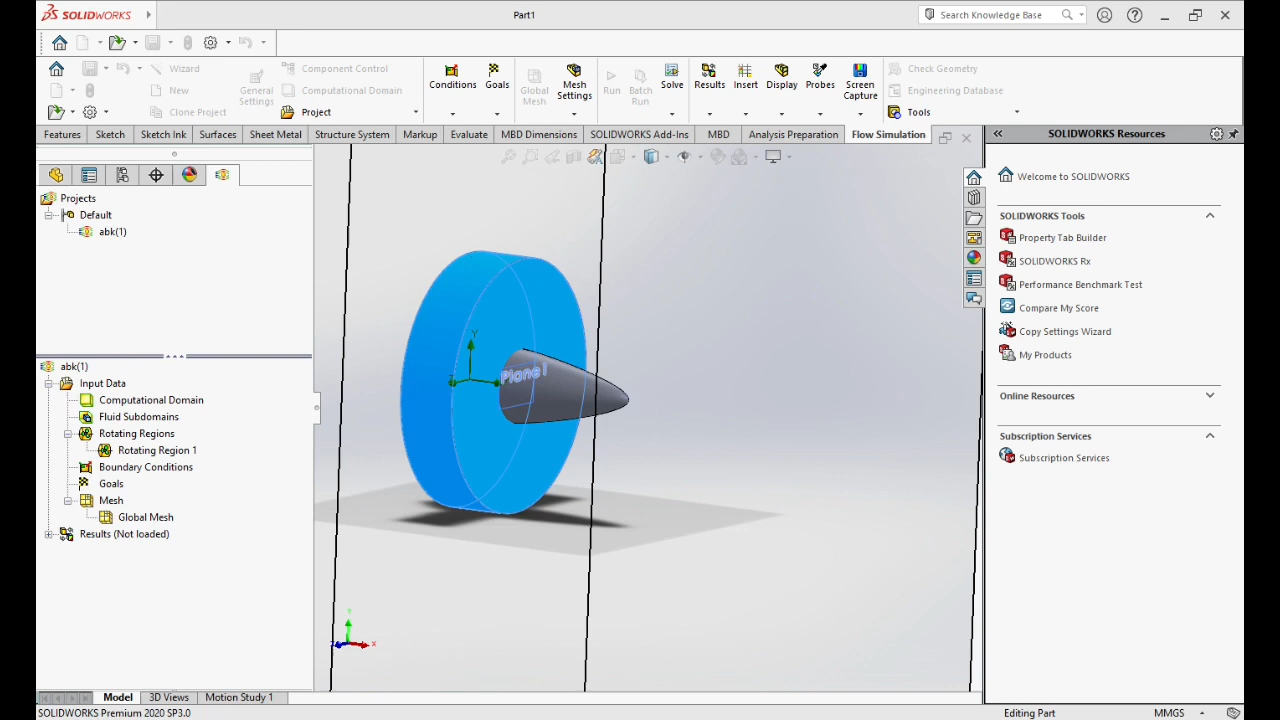 SOLIDWORKS
Part1
Search Knowledge Base
Wizard
New
Clone Project
General Settings
Component Control
Computational Domain
Project
Conditions
Goals
Global Mesh
Mesh Settings
Run
Batch Run
Solve
Results
Insert
Display
Probes
Screen Capture
Check Geometry
Engineering Database
Tools
Features
Sketch
Sketch Ink
Surfaces
Sheet Metal
Structure System
Markup
Evaluate
MBD Dimensions
SOLIDWORKS Add-Ins
MBD
Analysis Preparation
Flow Simulation
Projects
Default
abk(1)
abk(1)
Input Data
Computational Domain
Fluid Subdomains
Rotating Regions
Rotating Region 1
Boundary Conditions
Goals
Mesh
Global Mesh
Results (Not loaded)
Y
Plane1
Y
X
SOLIDWORKS Resources
Welcome to SOLIDWORKS
SOLIDWORKS Tools
Property Tab Builder
SOLIDWORKS Rx
Performance Benchmark Test
Compare My Score
Copy Settings Wizard
My Products
Online Resources
Subscription Services
Subscription Services
Model
3D Views
Motion Study 1
SOLIDWORKS Premium 2020 SP3.0
Editing Part
MMGS